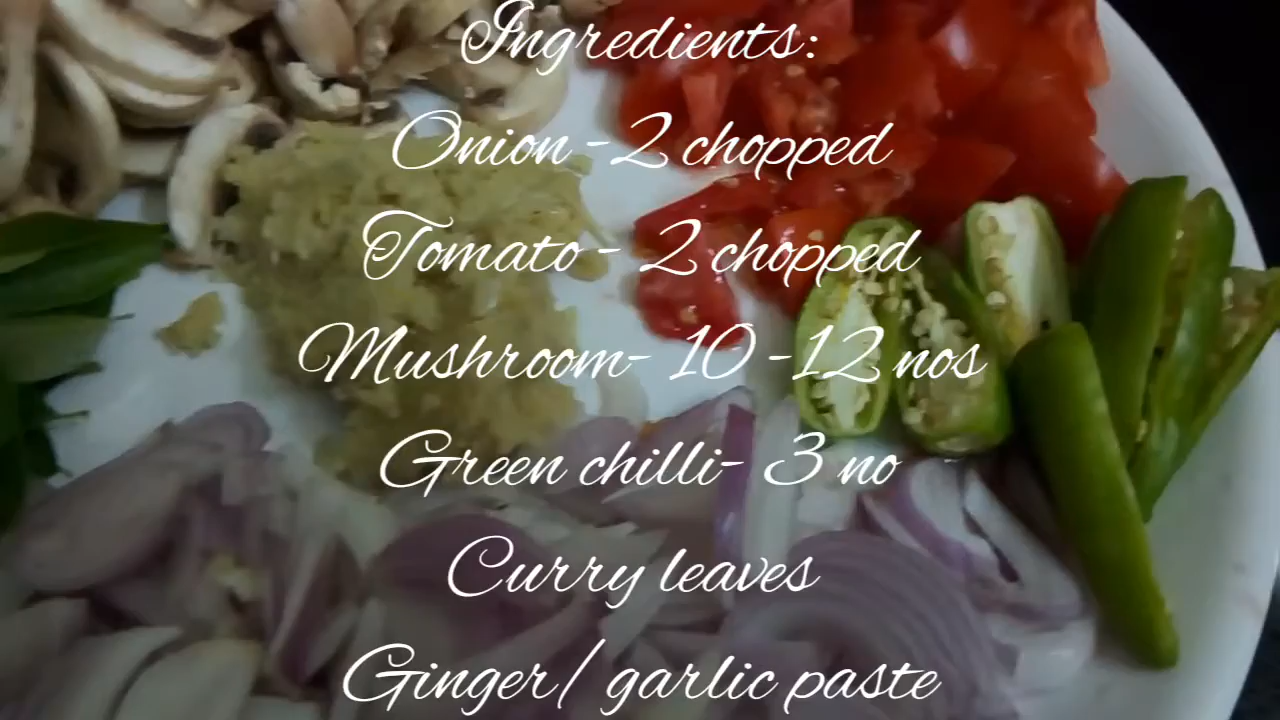 Ingredients:
Onion - 2 chopped
Tomato - 2 chopped
Mushroom- 10 -12 nos
Green chilli- 3 no
Curry leaves
Ginger/ garlic paste